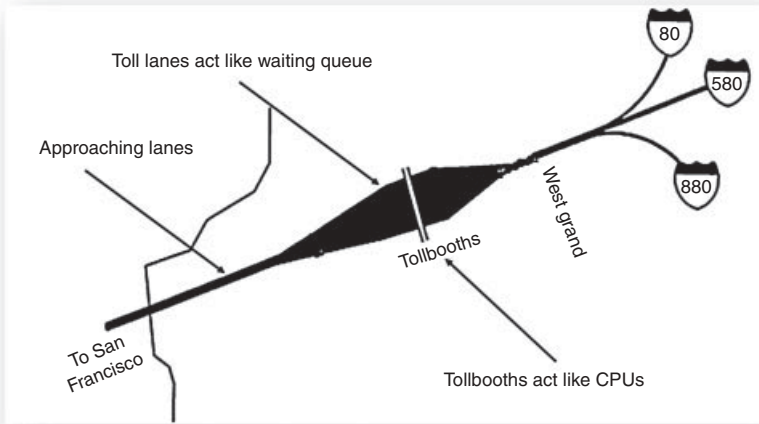 80
Toll lanes act like waiting queue
580
Approaching lanes
880
West grand
Tollbooths
To San
Francisco
Tollbooths act like CPUs